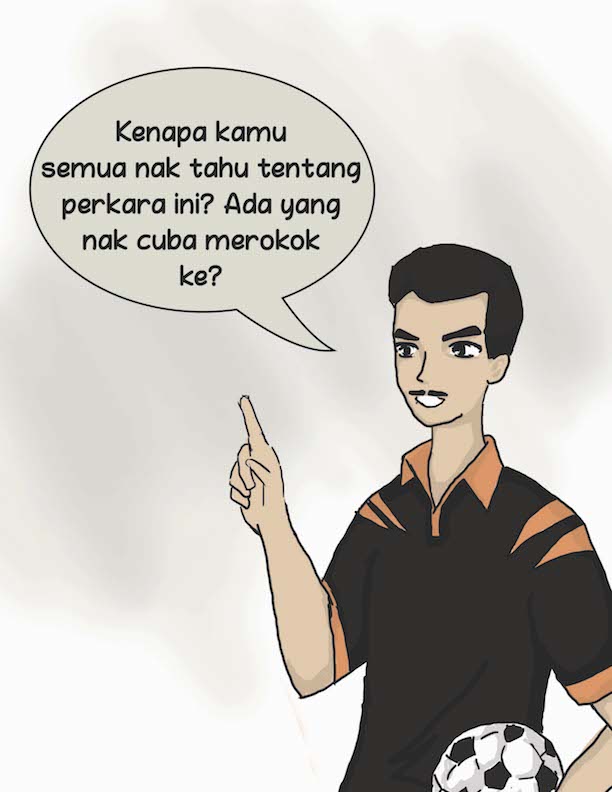 Kenapa kamu
semua nak tahu tentang
perkara ini? Ada yang
nak cuba merokok
ke?